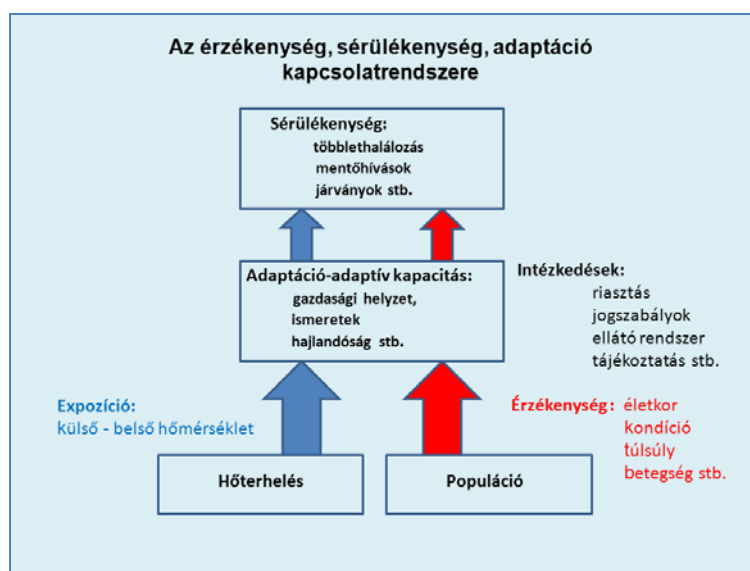 Az érzékenység, sérülékenység, adaptáció
kapcsolatrendszere
Sérülékenység:
többlethalálozás
mentőhívások
járványok stb.
Adaptáció-adaptív kapacitás:
gazdasági helyzet,
ismeretek
hajlandóság stb.
Intézkedések:
riasztás
jogszabályok
ellátó rendszer
tájékoztatás stb.
Expozíció:
külső - belső hőmérséklet
Érzékenység: életkor
kondíció
túlsúly
betegség stb.
Hőterhelés
Populáció